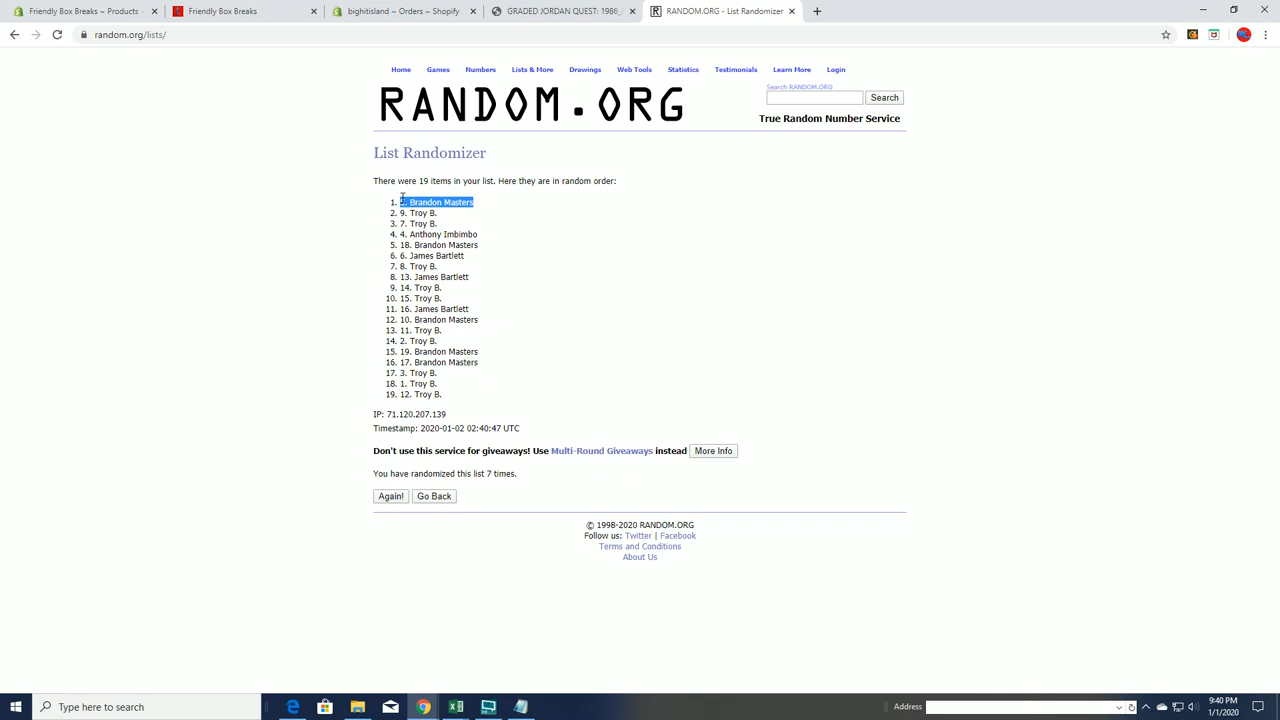 Friendly Box Breaks ~ Products ~
Friendly Box Breaks
bighitisland ~ Orders ~ Shopify
GRADED JORDAN QUEST: 1986_
RANDOM.ORG - List Randomizer
random.org/lists/
Home Games Numbers Lists & More Drawings Web Tools Statistics Testimonials Learn More Login
RANDOM.ORG
Search RANDOM.ORG
Search
True Random Number Service
List Randomizer
There were 19 items in your list. Here they are in random order:
1. Brandon Masters
2. 9. Troy B.
3. 7. Troy B.
4. 4. Anthony Imbimbo
5. 18. Brandon Masters
6. 6. James Bartlett
7. 8. Troy B.
8. 13. James Bartlett
9. 14. Troy B.
10. 15. Troy B.
11. 16. James Bartlett
12. 10. Brandon Masters
13. 11. Troy B.
14. 2. Troy B.
15. 19. Brandon Masters
16. 17. Brandon Masters
17. 3. Troy B.
18. 1. Troy B.
19. 12. Troy B.
IP: 71.120.207.139
Timestamp: 2020-01-02 02:40:47 UTC
Don't use this service for giveaways! Use Multi-Round Giveaways instead More Info
You have randomized this list 7 times.
Again! Go Back
© 1998-2020 RANDOM.ORG
Follow us: Twitter | Facebook
Terms and Conditions
About Us
Type here to search
Address
9:40 PM
1/1/2020